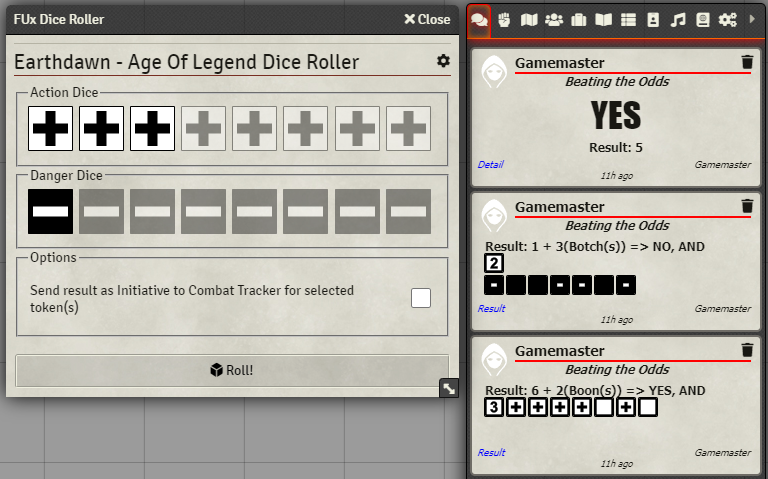 FUx Dice Roller
Close
Earthdawn - Age Of Legend Dice Roller
Action Dice
Danger Dice
Options
Send result as Initiative to Combat Tracker for selected
token(s)
Roll!
Gamemaster
Beating the Odds
YES
Result: 5
Detail
Gamemaster
11h ago
Gamemaster
Beating the Odds
Result: 1 + 3(Botch(s)) => NO, AND
2
Result
Gamemaster
11h ago
Gamemaster
Beating the Odds
Result: 6 + 2(Boon(s)) => YES, AND
3
Result
Gamemaster
11h ago